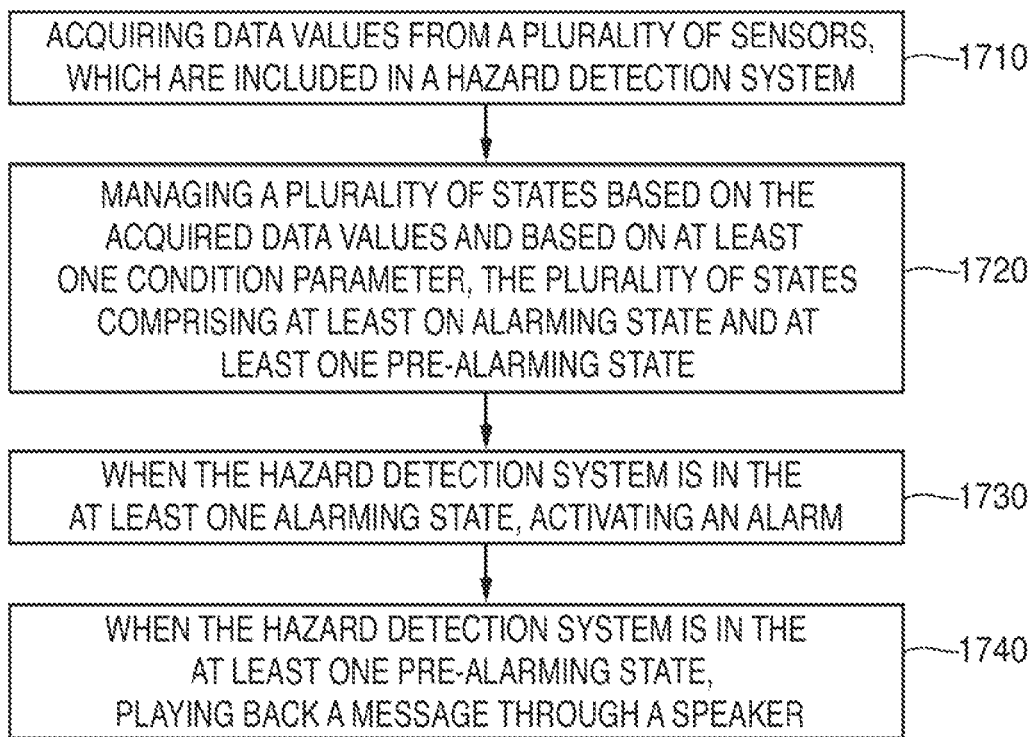 ACQUIRING DATA VALUES FROM A PLURALITY OF SENSORS,
WHICH ARE INCLUDED IN A HAZARD DETECTION SYSTEM
1710
MANAGING A PLURALITY OF STATES BASED ON THE
ACQUIRED DATA VALUES AND BASED ON AT LEAST
ONE CONDITION PARAMETER, THE PLURALITY OF STATES
COMPRISING AT LEAST ON ALARMING STATE AND AT
LEAST ONE PRE-ALARMING STATE
1720
WHEN THE HAZARD DETECTION SYSTEM IS IN THE
AT LEAST ONE ALARMING STATE, ACTIVATING AN ALARM
1730
WHEN THE HAZARD DETECTION SYSTEM IS IN THE
AT LEAST ONE PRE-ALARMING STATE,
PLAYING BACK A MESSAGE THROUGH A SPEAKER
1740